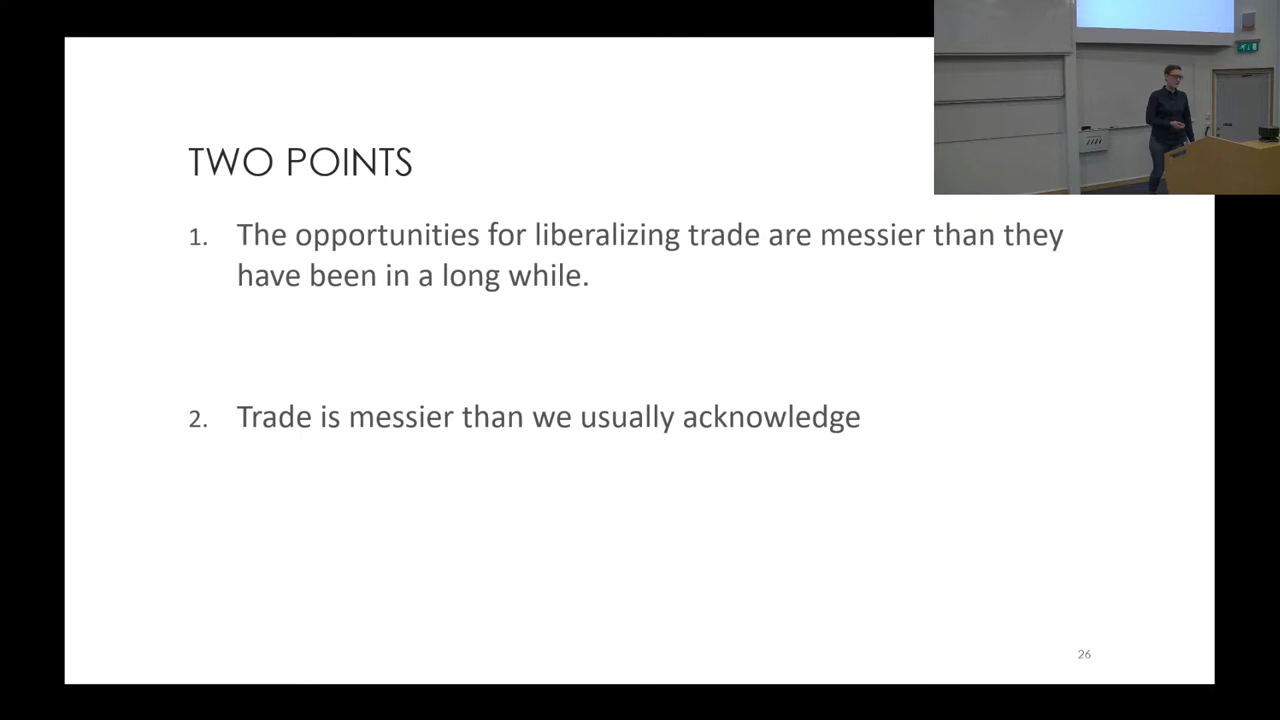 TWO POINTS
1. The opportunities for liberalizing trade are messier than they
have been in a long while.
2. Trade is messier than we usually acknowledge
26